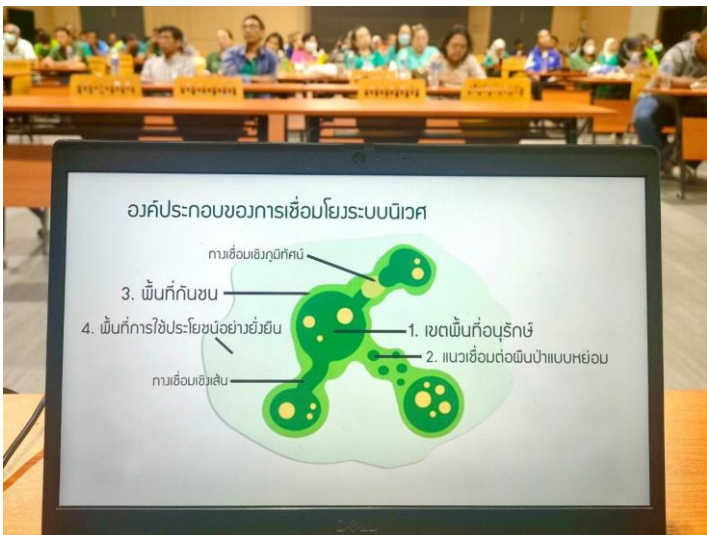 องค์ประกอบของการเชื่อมโยงระบบนิเวศ
ทางเชื่อมเชิงภูมิทัศน์
3. พื้นที่กันชน
4. พื้นที่การใช้ประโยชน์อย่างยั่งยืน
1. เขตพื้นที่อนุรักษ์
2. แนวเชื่อมต่อผืนป่าแบบหย่อม
ทางเชื่อมเชิงเส้น
DELL